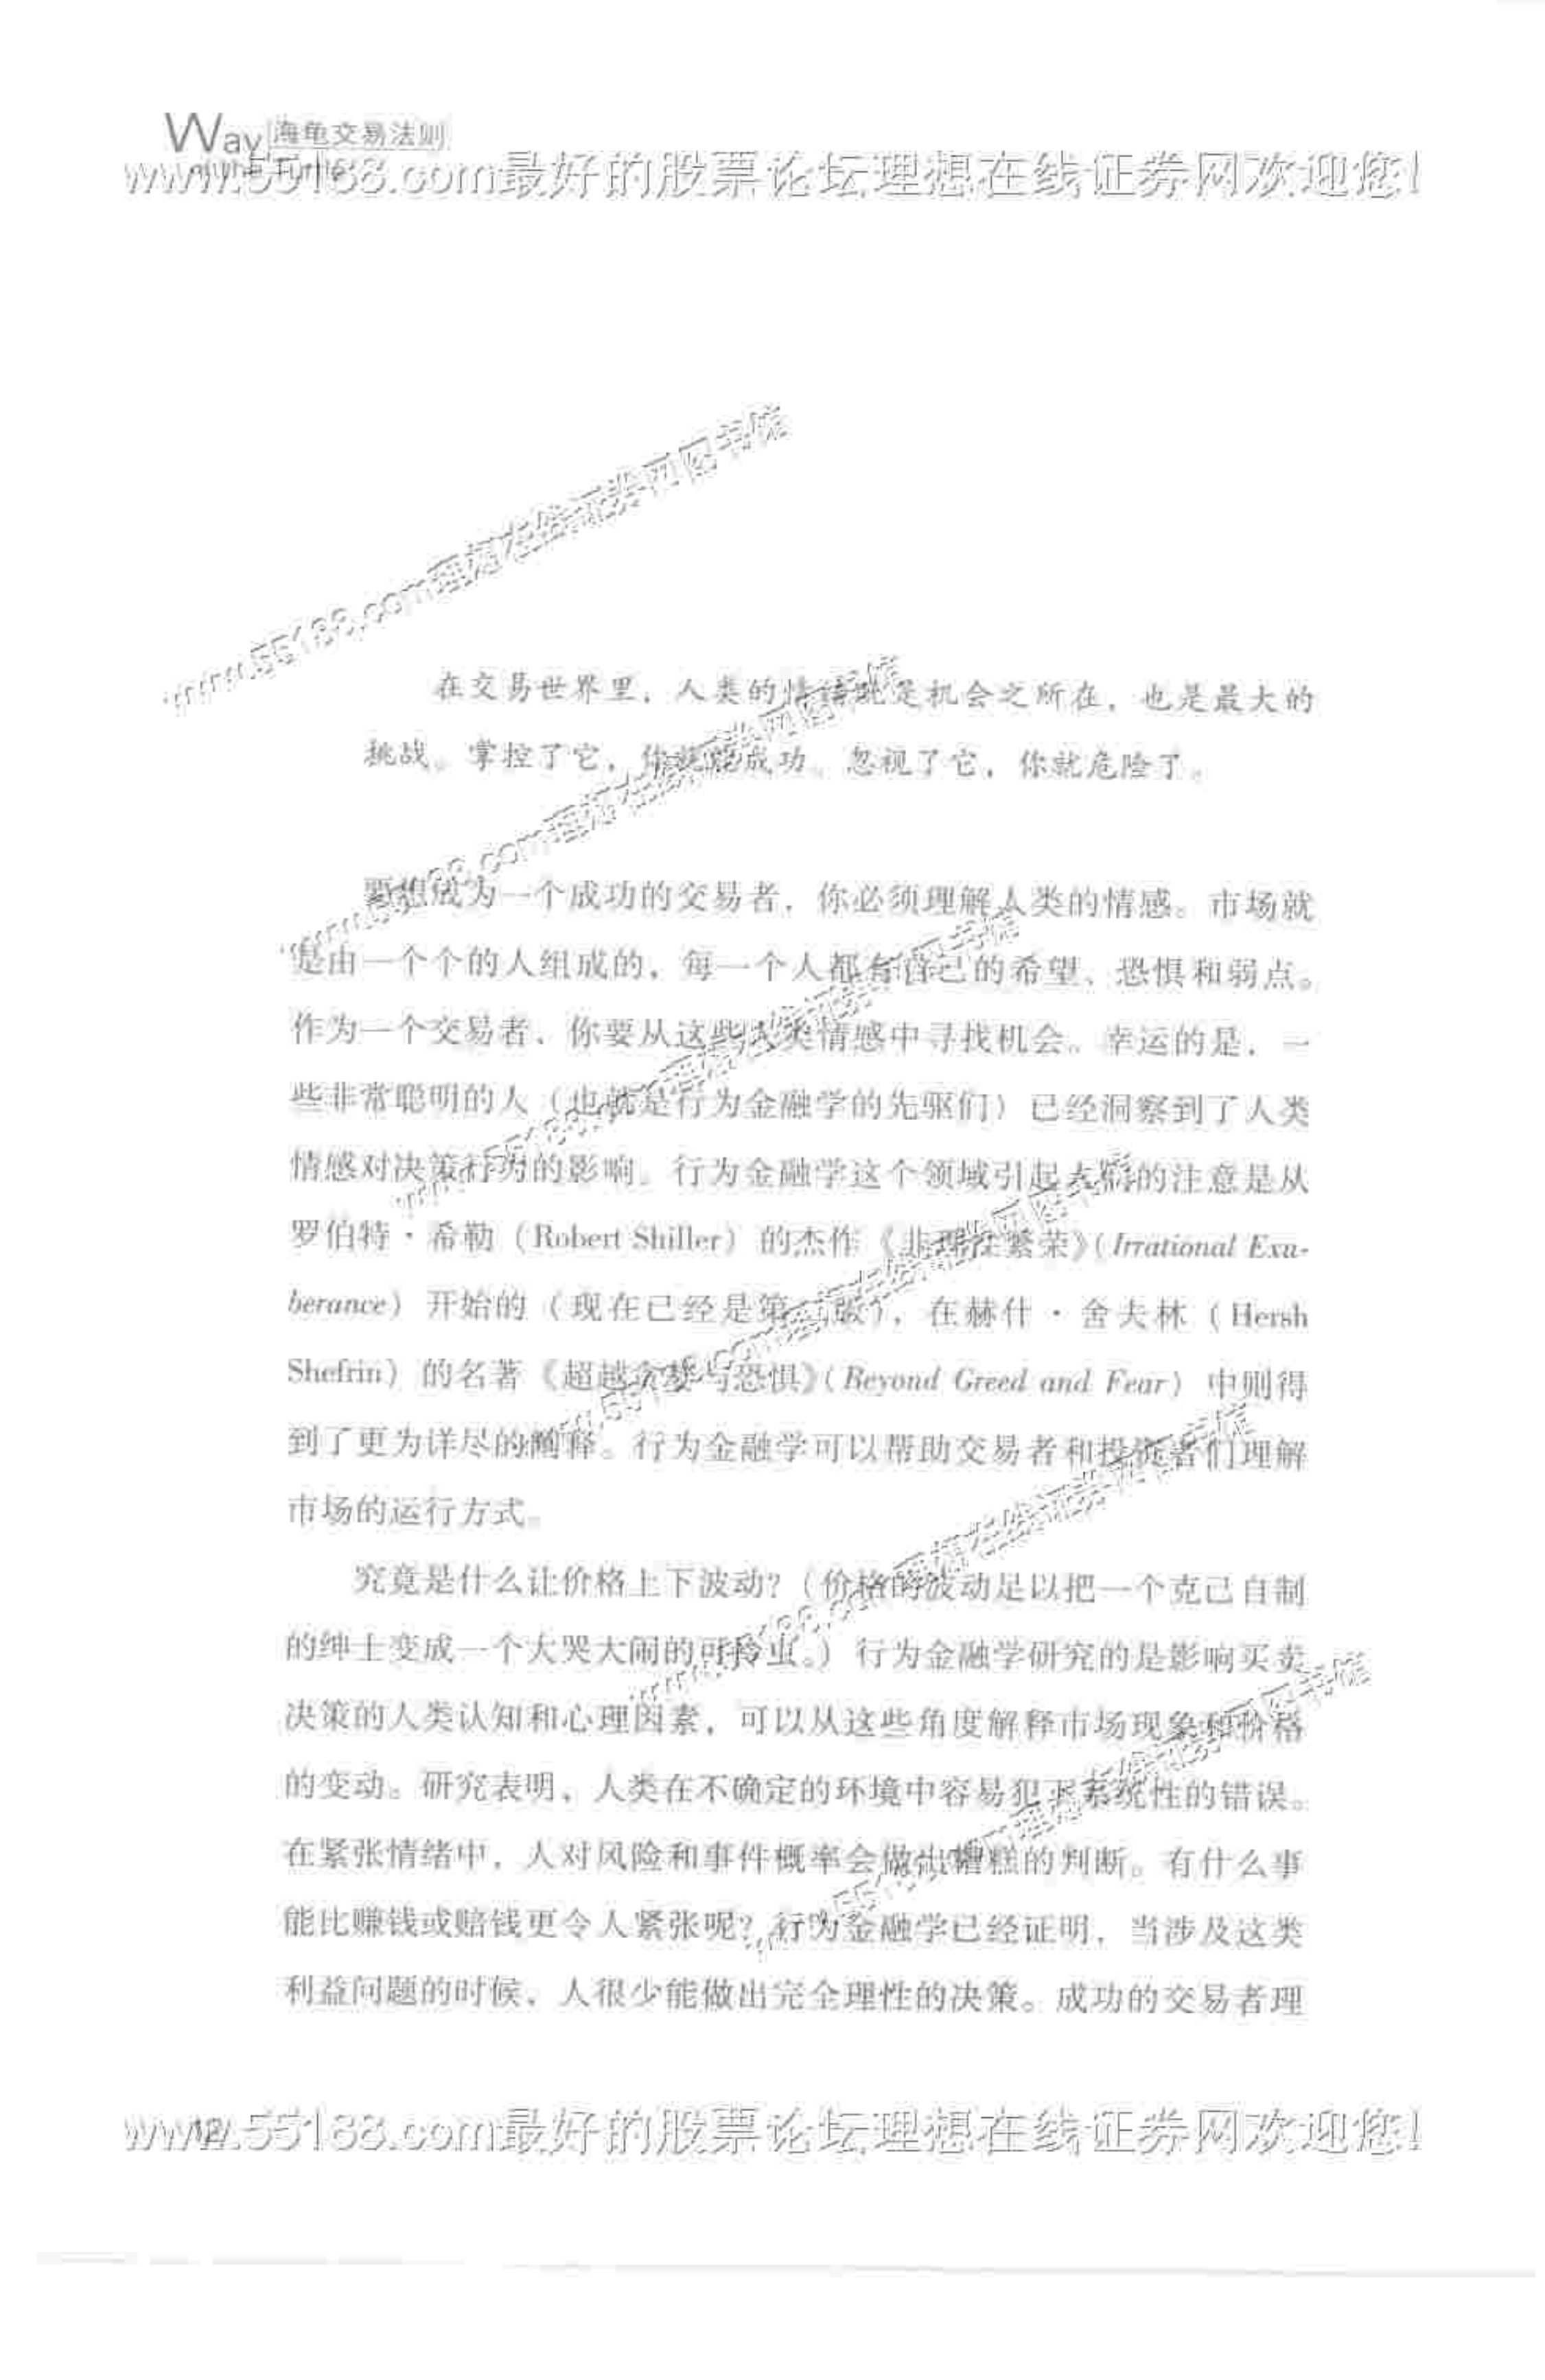 Way 海龟交易法则
of the Turtle
www.55188.com最好的股票论坛理想在线证券网欢迎您！
www.55188.com理想在线证券网图书馆
在交易世界里，人类的情绪就是机会之所在，也是最大的
挑战。掌控了它，你就能成功。忽视了它，你就危险了。
要想成为一个成功的交易者，你必须理解人类的情感。市场就
是由一个个的人组成的，每一个人都有自己的希望、恐惧和弱点。
作为一个交易者，你要从这些人类情感中寻找机会。幸运的是，一
些非常聪明的人（也就是行为金融学的先驱们）已经洞察到了人类
情感对决策行为的影响。行为金融学这个领域引起人们的注意是从
罗伯特·希勒（Robert Shiller）的杰作《非理性繁荣》（Irrational Exu-
berance）开始的（现在已经是第二版），在赫什·舍夫林（Hersh
Shefrin）的名著《超越贪婪与恐惧》（Beyond Greed and Fear）中则得
到了更为详尽的阐释。行为金融学可以帮助交易者和投资者们理解
市场的运行方式。
究竟是什么让价格上下波动？（价格的波动足以把一个克己自制
的绅士变成一个大哭大闹的可怜虫。）行为金融学研究的是影响买卖
决策的人类认知和心理因素，可以从这些角度解释市场现象和价格
的变动。研究表明，人类在不确定的环境中容易犯下系统性的错误。
在紧张情绪中，人对风险和事件概率会做出糟糕的判断。有什么事
能比赚钱或赔钱更令人紧张呢？行为金融学已经证明，当涉及这类
利益问题的时候，人很少能做出完全理性的决策。成功的交易者理
12
www.55188.com最好的股票论坛理想在线证券网欢迎您！